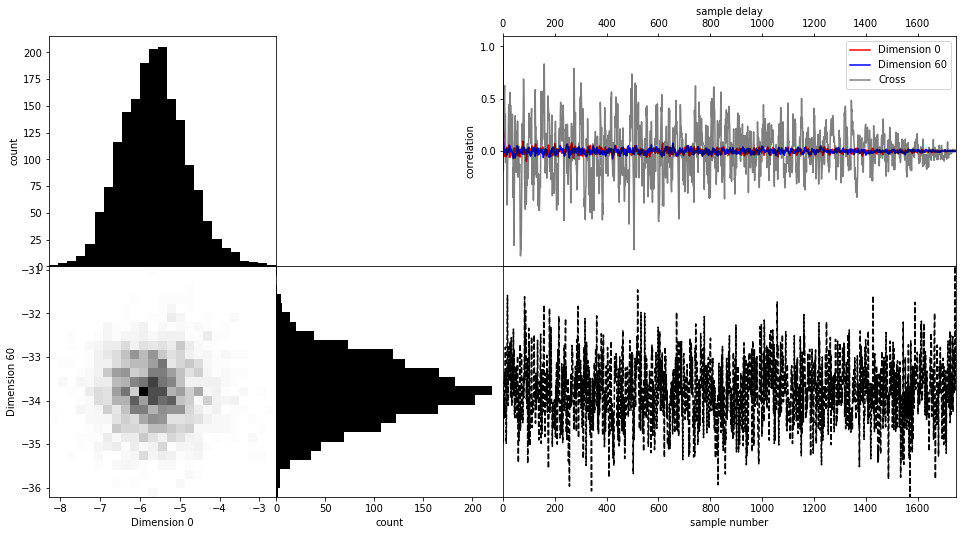 sample delay
0 200 400 600 800 1000 1200 1400 1600
200
175
150
125
100
75
50
25
0
count
1.0
0.5
0.0
correlation
Dimension 0
Dimension 60
Cross
−31
−32
−33
−34
−35
−36
Dimension 60
−8 −7 −6 −5 −4 −3
Dimension 0
0 50 100 150 200
count
0 200 400 600 800 1000 1200 1400 1600
sample number